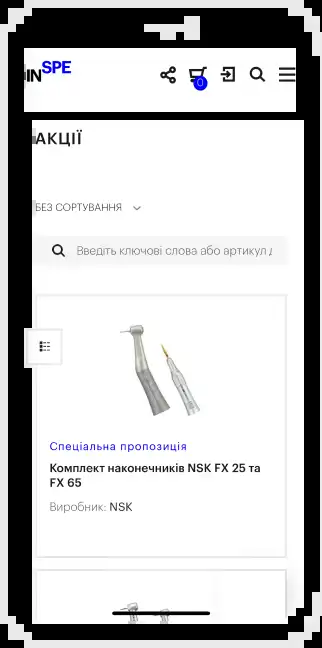 INSPE
0
АКЦІЇ
БЕЗ СОРТУВАННЯ
Введіть ключові слова або артикул д
Спеціальна пропозиція
Комплект наконечників NSK FX 25 та
FX 65
Виробник: NSK